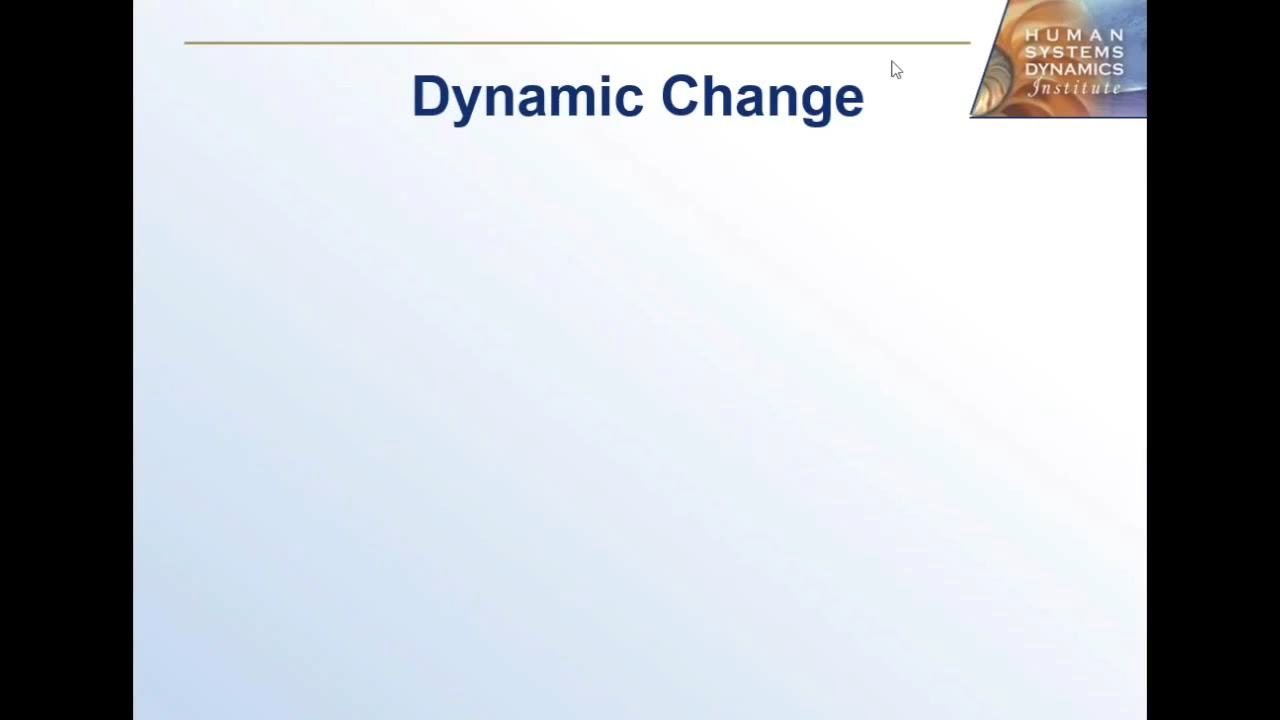 Dynamic Change
HUMAN
SYSTEMS
DYNAMICS
Institute